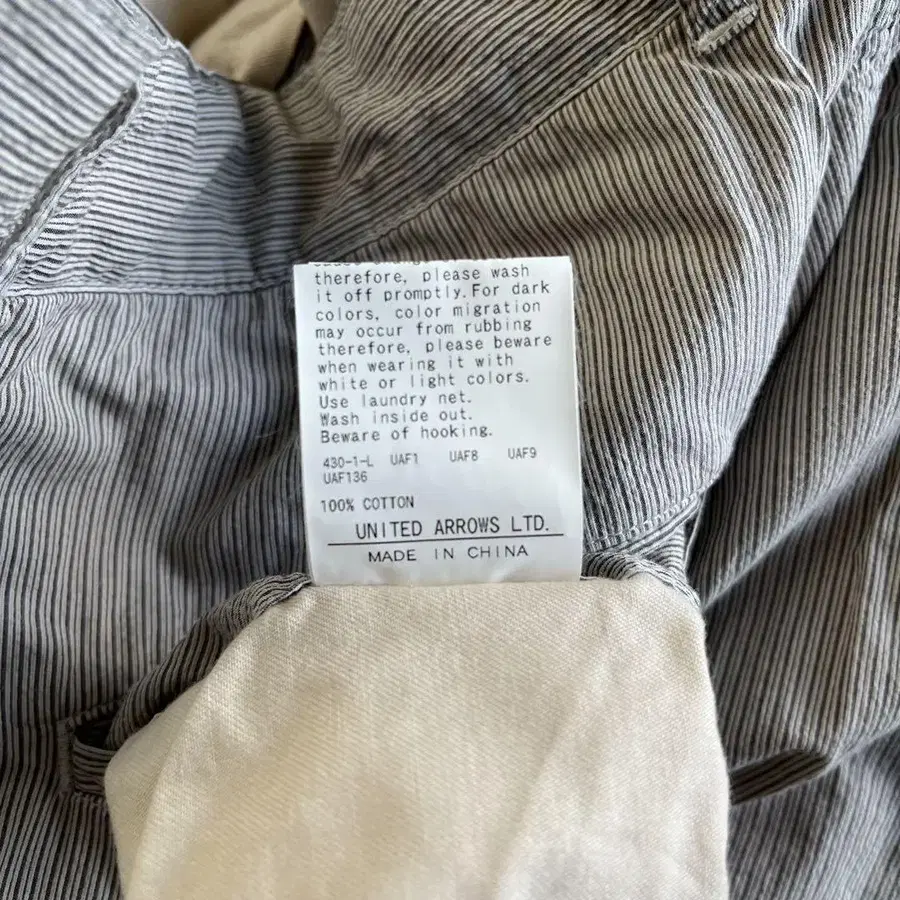 therefore, please wash
it off promptly. For dark
colors, color migration
may occur from rubbing
therefore, please beware
when wearing it with
white or light colors.
Use laundry net.
Wash inside out.
Beware of hooking.
430-1-L UAF1 UAF8 UAF9
UAF136
100% COTTON
UNITED ARROWS LTD.
MADE IN CHINA